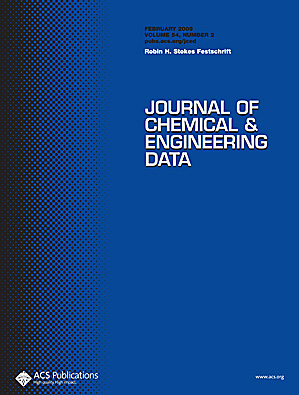 FEBRUARY 2009
VOLUME 54, NUMBER 2
pubs.acs.org/jced
Robin H. Stokes Festschrift
JOURNAL OF
CHEMICAL &
ENGINEERING
DATA
ACS Publications
High quality. High impact.
www.acs.org